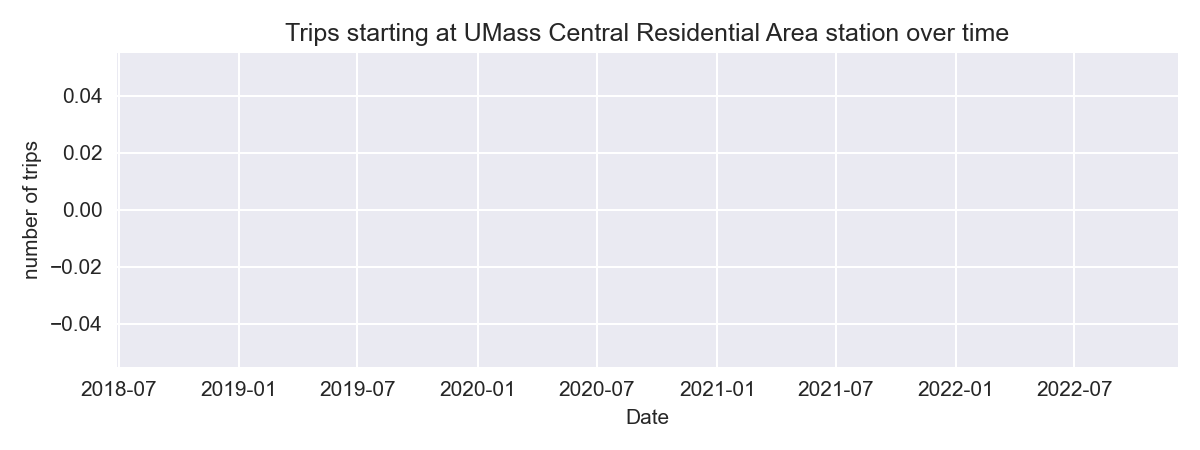 Trips starting at UMass Central Residential Area station over time
number of trips
0.04
0.02
0.00
−0.02
−0.04
2018-07 2019-01 2019-07 2020-01 2020-07 2021-01 2021-07 2022-01 2022-07
Date